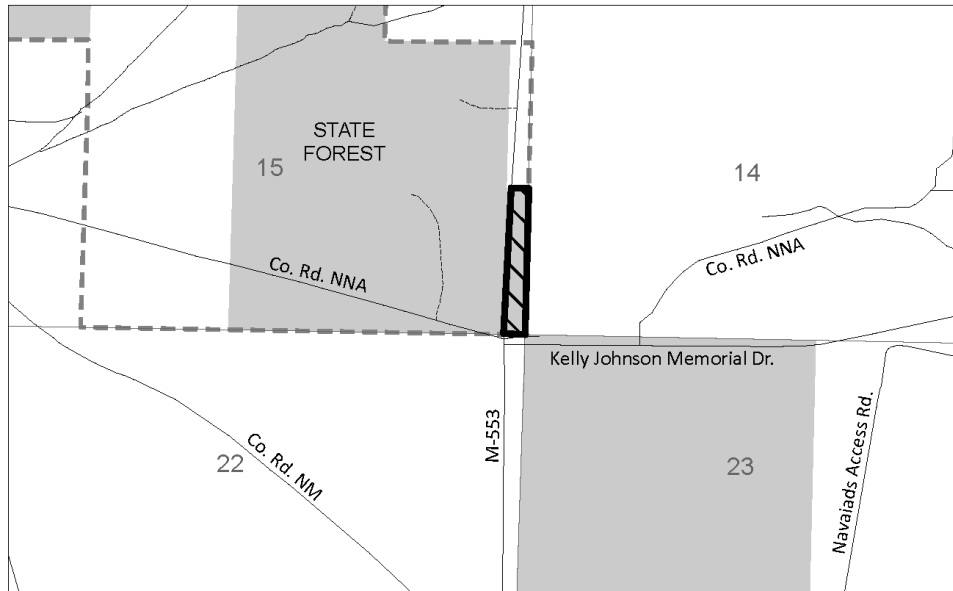 STATE
FOREST
15
14
Co. Rd. NNA
Co. Rd. NNA
Kelly Johnson Memorial Dr.
M-553
22
Co. Rd. NM
23
Navaiads Access Rd.